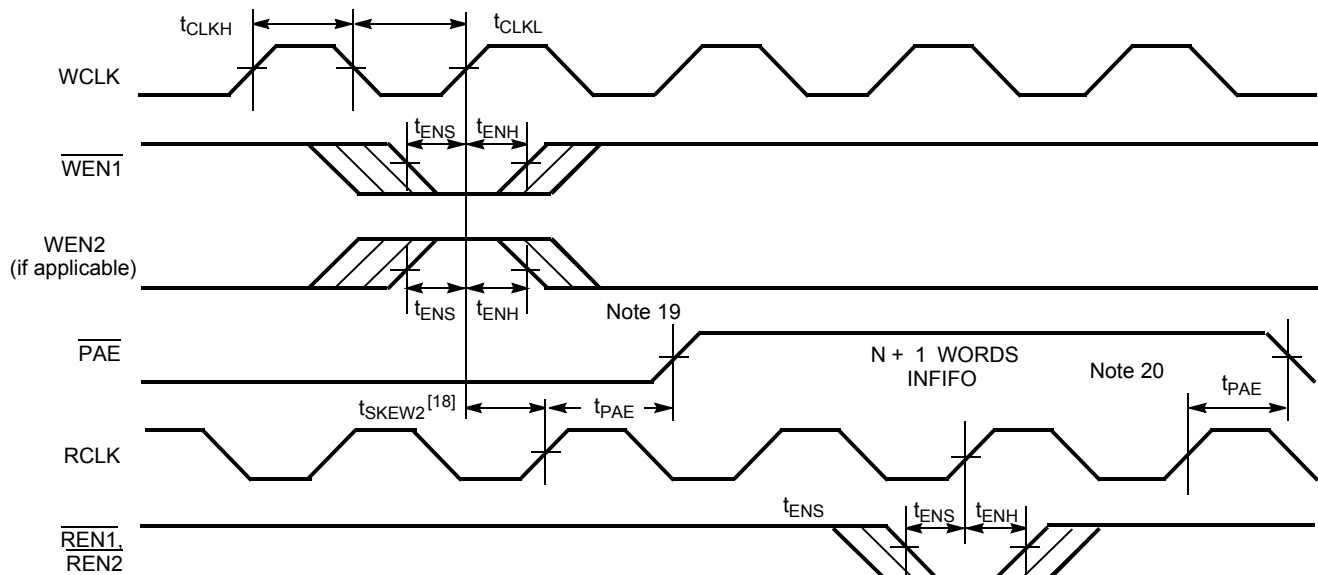 tCLKH
tCLKL
WCLK
tENS
tENH
WEN1
WEN2
(if applicable)
tENS
tENH
Note 19
PAE
N + 1 WORDS
INFIFO
Note 20
tPAE
tSKEW2 [18]
tPAE
RCLK
tENS
tENS
tENH
REN1,
REN2